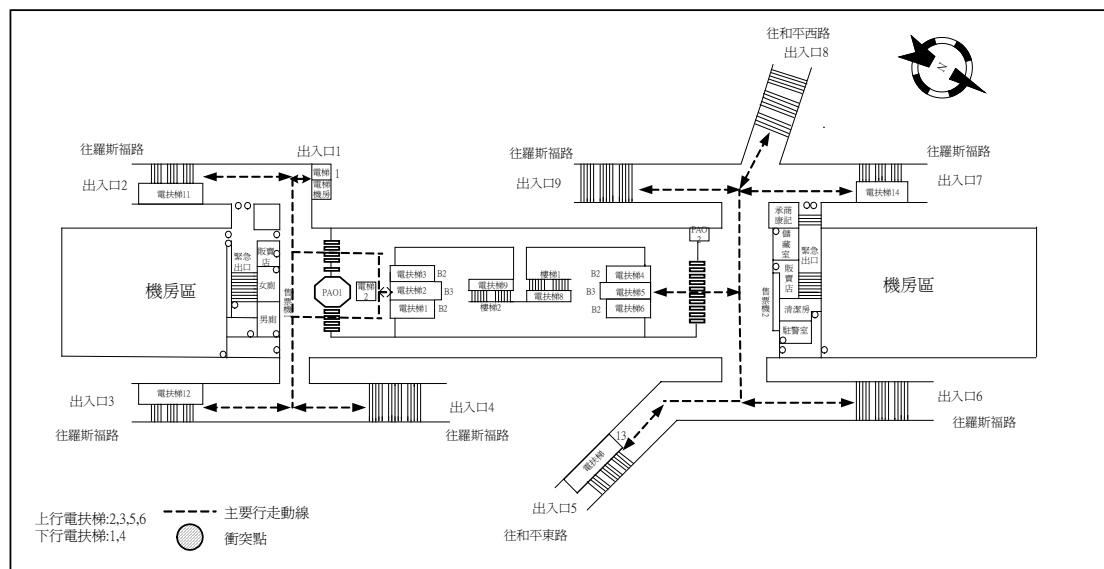 往和平西路
出入口8
N
往羅斯福路
出入口1
往羅斯福路
往羅斯福路
出入口2
電梯
1
電梯
機房
電扶梯11
出入口9
電扶梯14
出入口7
機房區
緊急
出口
販賣
店
女廁
男廁
售票機1
PAO1
電梯
2
電扶梯3
B2
電扶梯2
B3
電扶梯1
B2
電扶梯9
樓梯2
樓梯1
電扶梯8
B2
電扶梯4
B3
電扶梯5
B2
電扶梯6
PAO
2
售票機2
承商
康記
儲藏
室
販賣
店
緊急
出口
清潔房
駐警室
機房區
出入口3
電扶梯12
出入口4
往羅斯福路
往羅斯福路
出入口6
往羅斯福路
13
電扶梯
出入口5
往和平東路
上行電扶梯:2,3,5,6
下行電扶梯:1,4
主要行走動線
衝突點